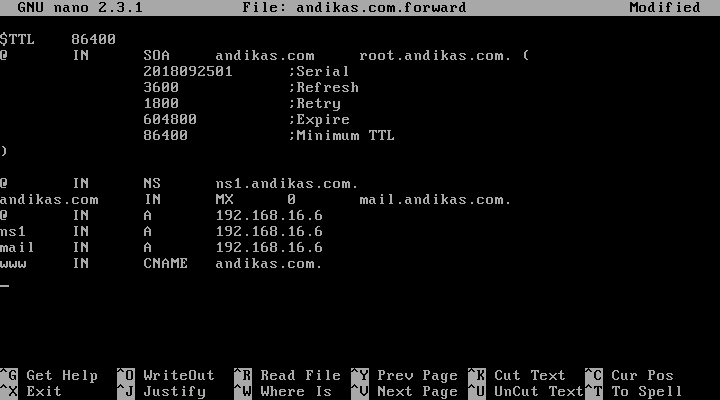 GNU nano 2.3.1 File: andikas.com.forward Modified
$TTL 86400
@ IN SOA andikas.com root.andikas.com. (
2018092501 ;Serial
3600 ;Refresh
1800 ;Retry
604800 ;Expire
86400 ;Minimum TTL
)
@ IN NS ns1.andikas.com.
andikas.com IN MX 0 mail.andikas.com.
@ IN A 192.168.16.6
ns1 IN A 192.168.16.6
mail IN A 192.168.16.6
www IN CNAME andikas.com.
^G Get Help ^O WriteOut ^R Read File ^Y Prev Page ^K Cut Text ^C Cur Pos
^X Exit ^J Justify ^W Where Is ^V Next Page ^U UnCut Text ^T To Spell